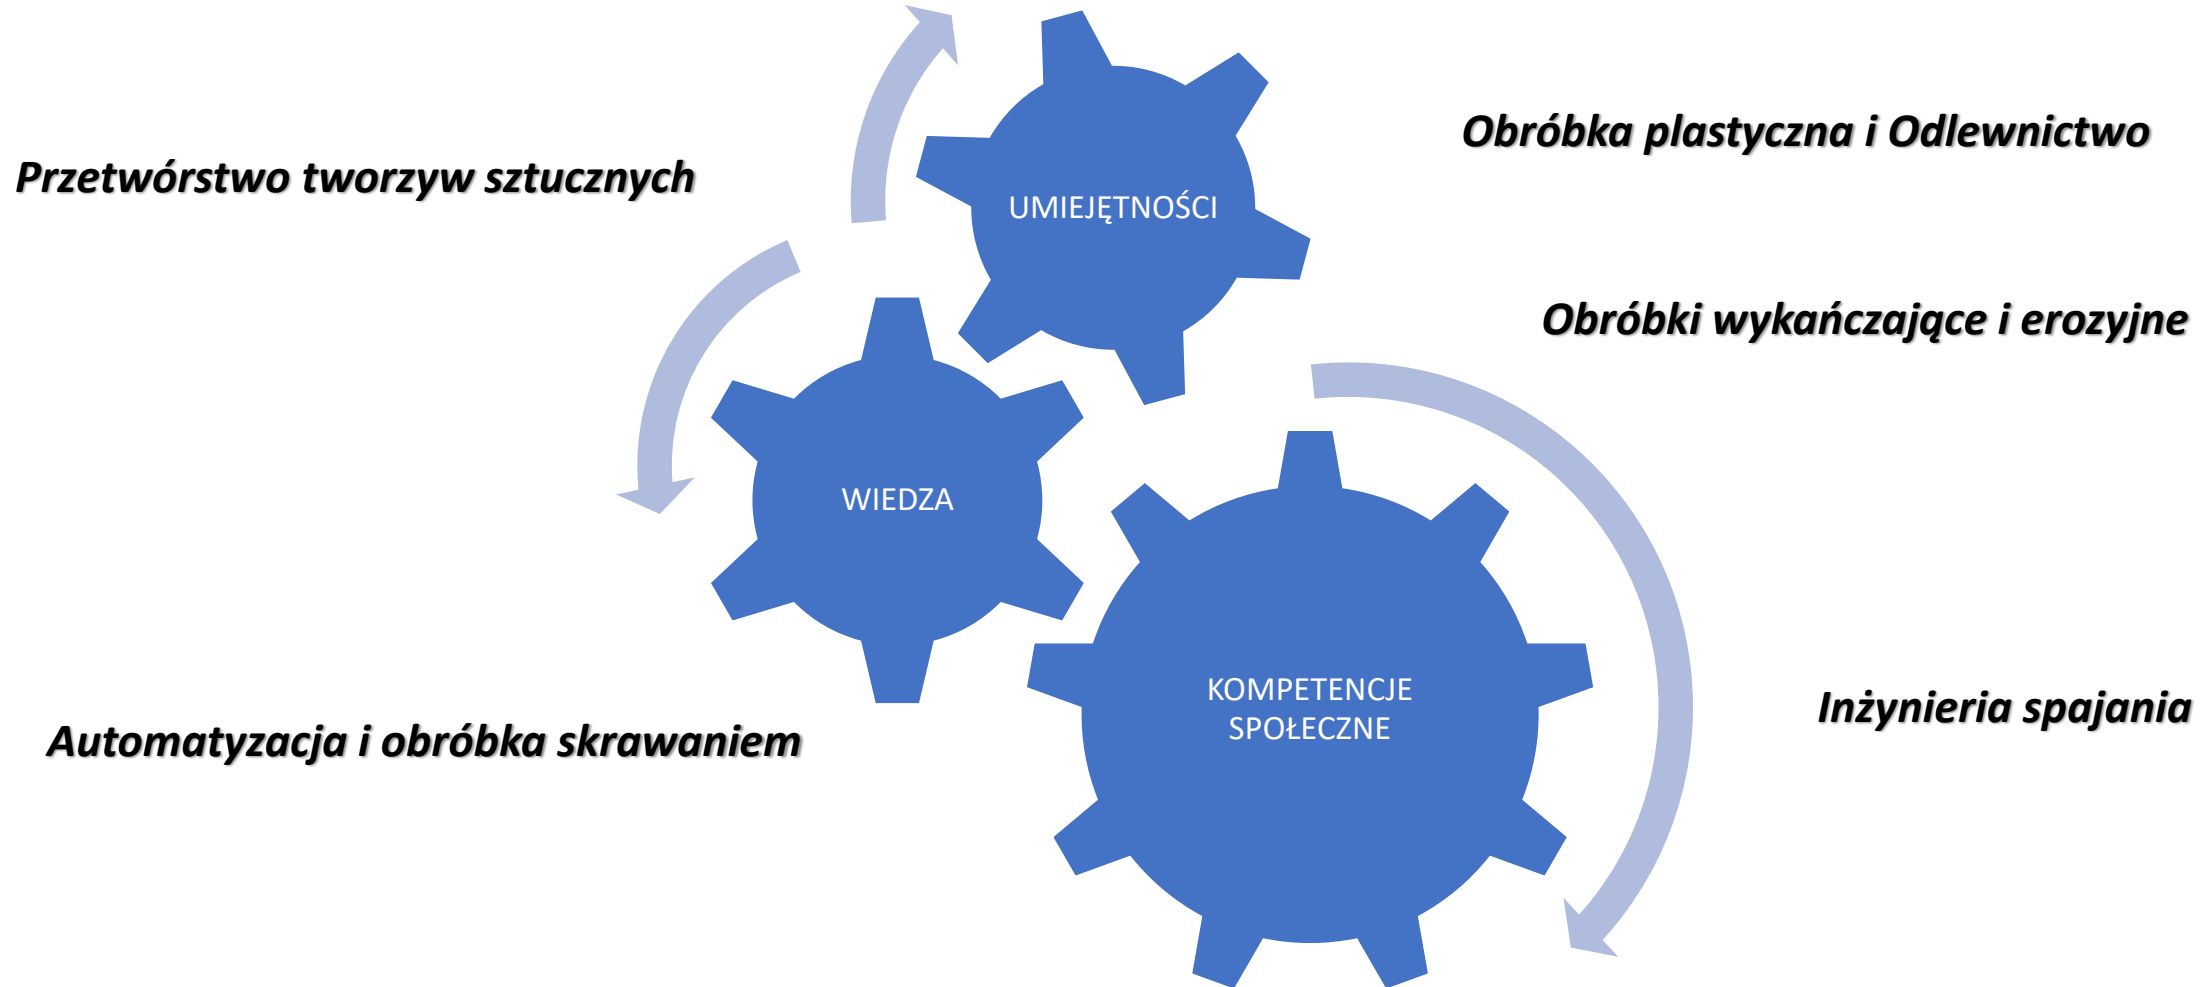 Obróbka plastyczna i Odlewnictwo
Przetwórstwo tworzyw sztucznych
UMIEJĘTNOŚCI
Obróbki wykańczające i erozyjne
WIEDZA
KOMPETENCJE
SPOŁECZNE
Inżynieria spajania
Automatyzacja i obróbka skrawaniem